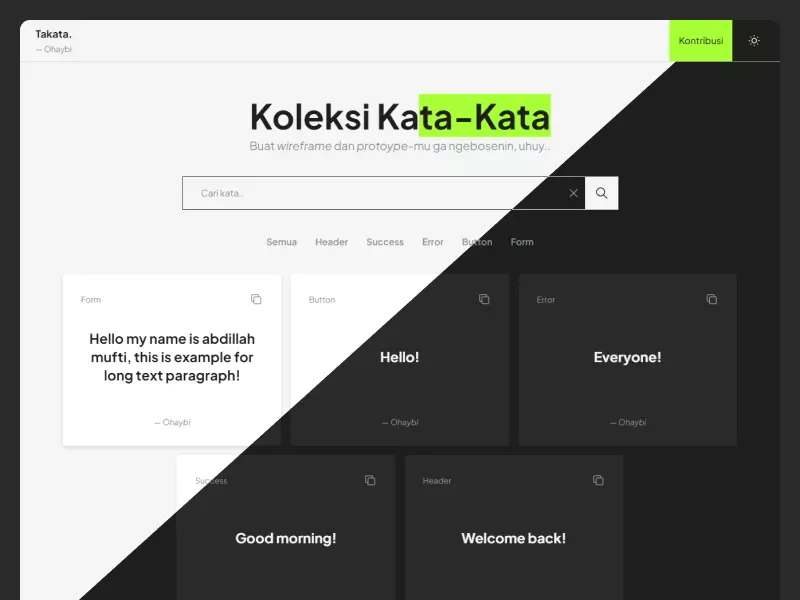 Takata.
— Ohaybi
Kontribusi
Koleksi Kata-Kata
Buat wireframe dan protoype-mu ga ngebosenin, uhuy..
Cari kata..
Semua Header Success Error Button Form
Form
Hello my name is abdillah
mufti, this is example for
long text paragraph!
— Ohaybi
Button
Hello!
— Ohaybi
Error
Everyone!
— Ohaybi
Success
Good morning!
Header
Welcome back!